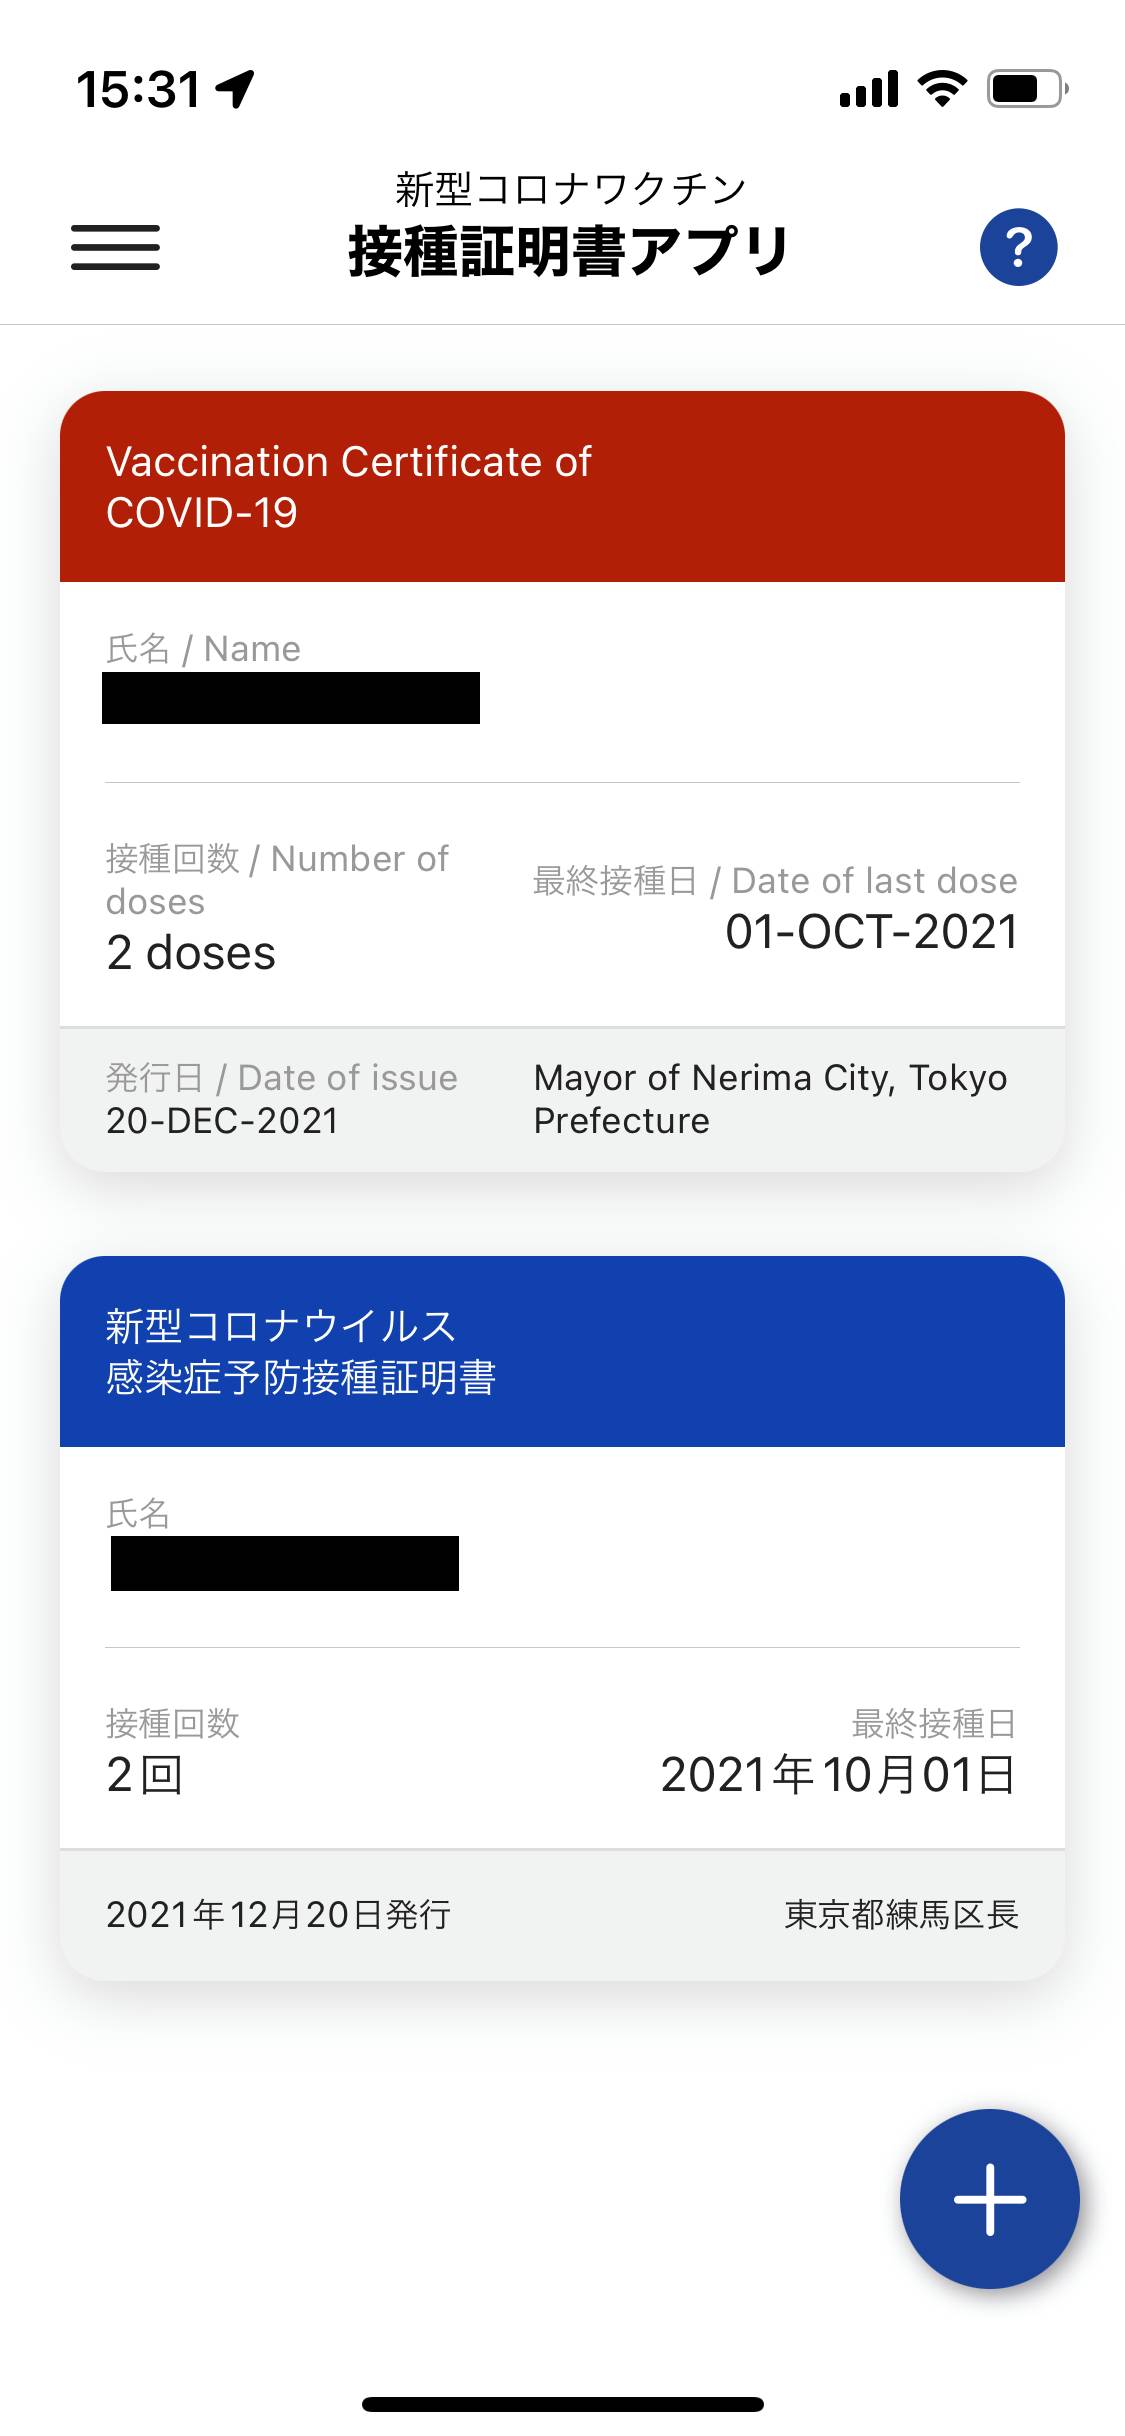 15:31
新型コロナワクチン
接種証明書アプリ
?
Vaccination Certificate of
COVID-19
氏名 / Name
接種回数 / Number of
doses
2 doses
最終接種日 / Date of last dose
01-OCT-2021
発行日 / Date of issue
20-DEC-2021
Mayor of Nerima City, Tokyo
Prefecture
新型コロナウイルス
感染症予防接種証明書
氏名
接種回数
2回
最終接種日
2021年10月01日
2021年12月20日発行
東京都練馬区長